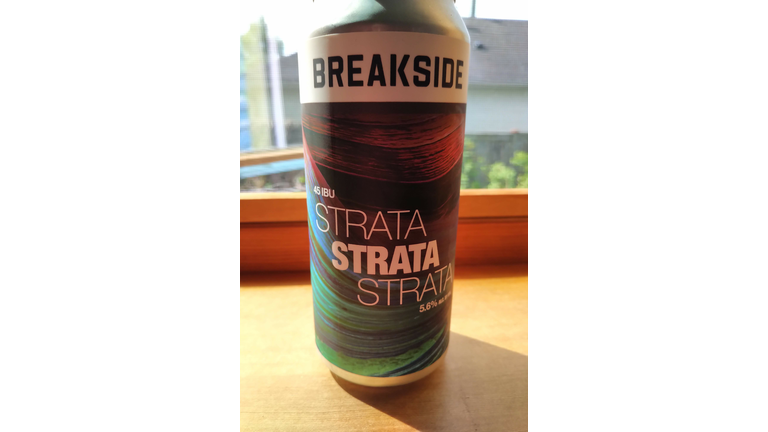 BREAKSIDE
45 IBU
STRATA
STRATA
STRATA
5.6%